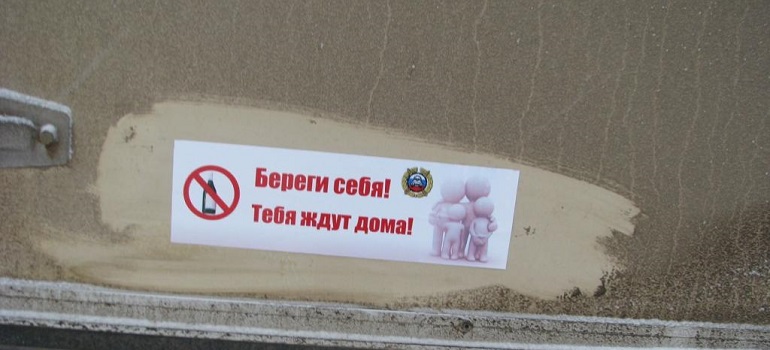 Береги себя!
Тебя ждут дома!